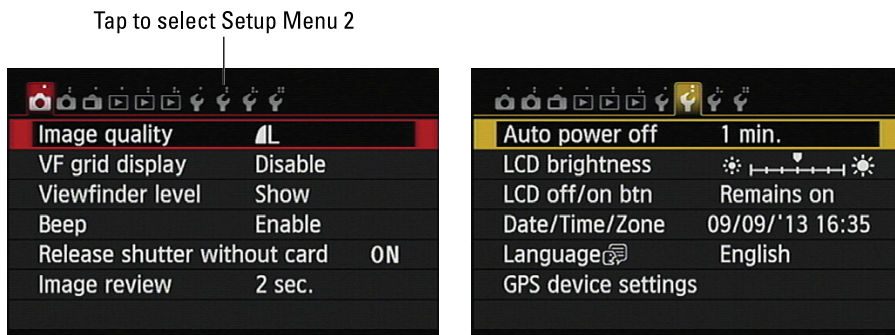 Tap to select Setup Menu 2
Image quality L
VF grid display Disable
Viewfinder level Show
Beep Enable
Release shutter without card ON
Image review 2 sec.
Auto power off 1 min.
LCD brightness
LCD off/on btn Remains on
Date/Time/Zone 09/09/'13 16:35
Language English
GPS device settings